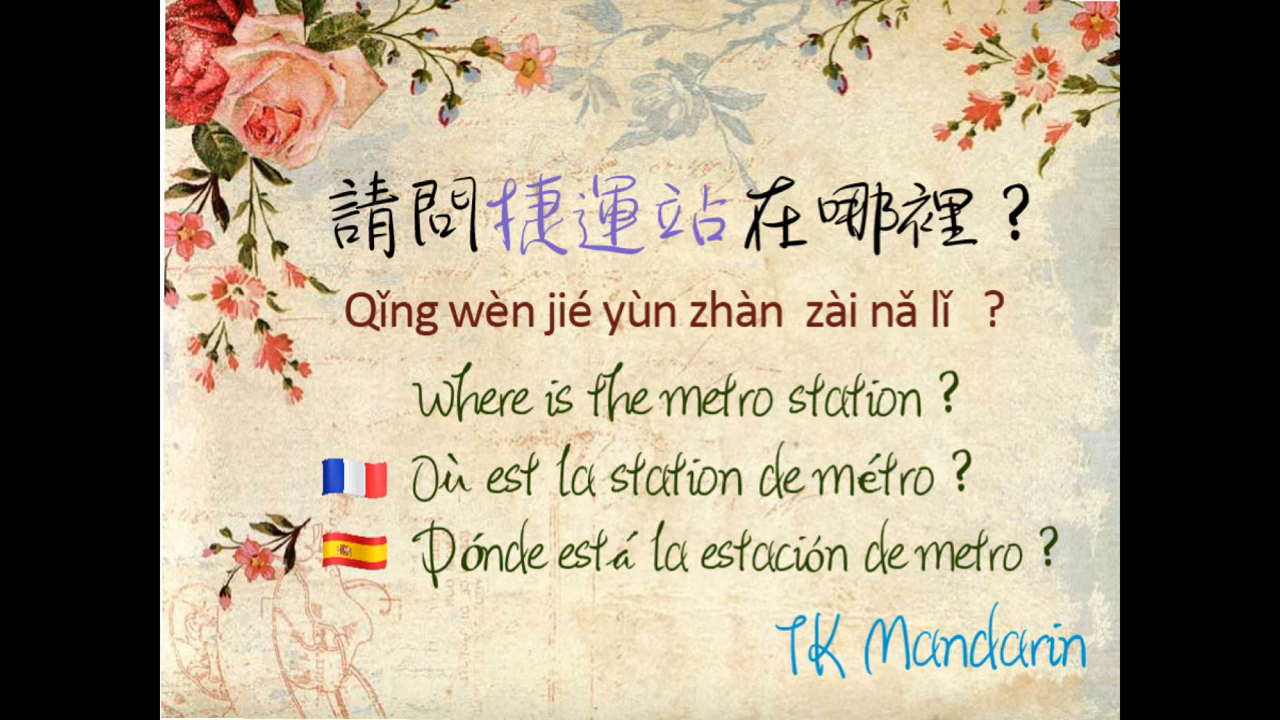 請問捷運站在哪裡？
Qǐng wèn jié yùn zhàn zài nǎ lǐ ?
Where is the metro station ?
Où est la station de métro ?
Dónde está la estación de metro ?
TK Mandarin